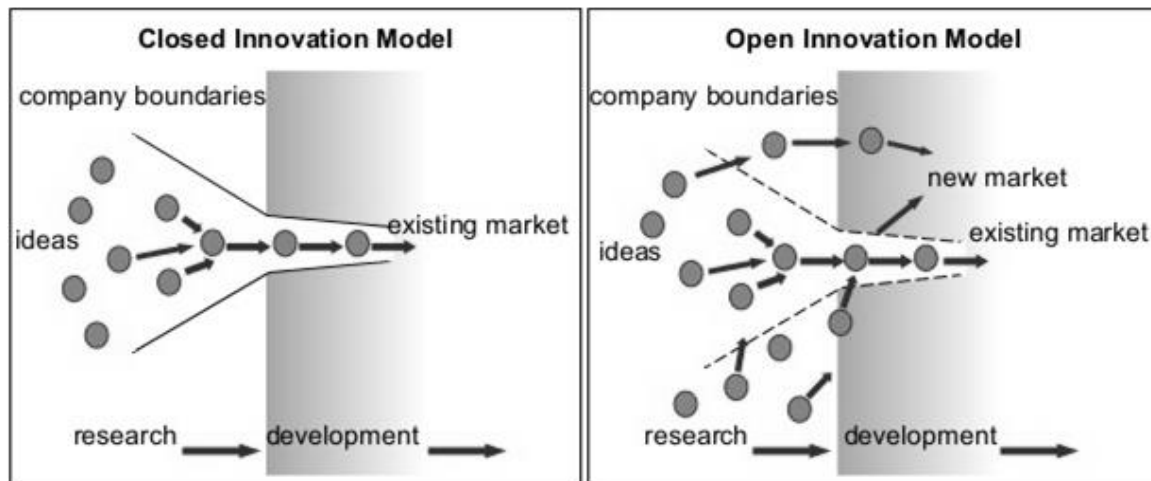 Closed Innovation Model
company boundaries
existing market
ideas
research
development
Open Innovation Model
company boundaries
new market
existing market
ideas
research
development